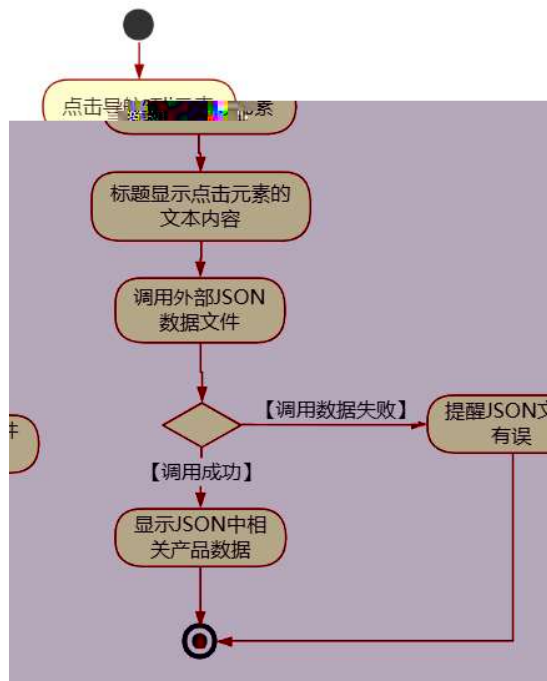 点击导航
元素
标题显示点击元素的
文本内容
调用外部JSON
数据文件
【调用数据失败】
提醒JSON文
有误
件
【调用成功】
显示JSON中相
关产品数据